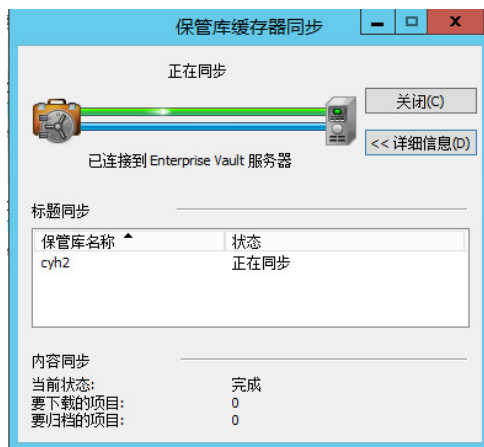 保管库缓存器同步
正在同步
关闭(C)
<< 详细信息(D)
已连接到 Enterprise Vault 服务器
标题同步
保管库名称 状态
cyh2 正在同步
内容同步
当前状态: 完成
要下载的项目: 0
要归档的项目: 0